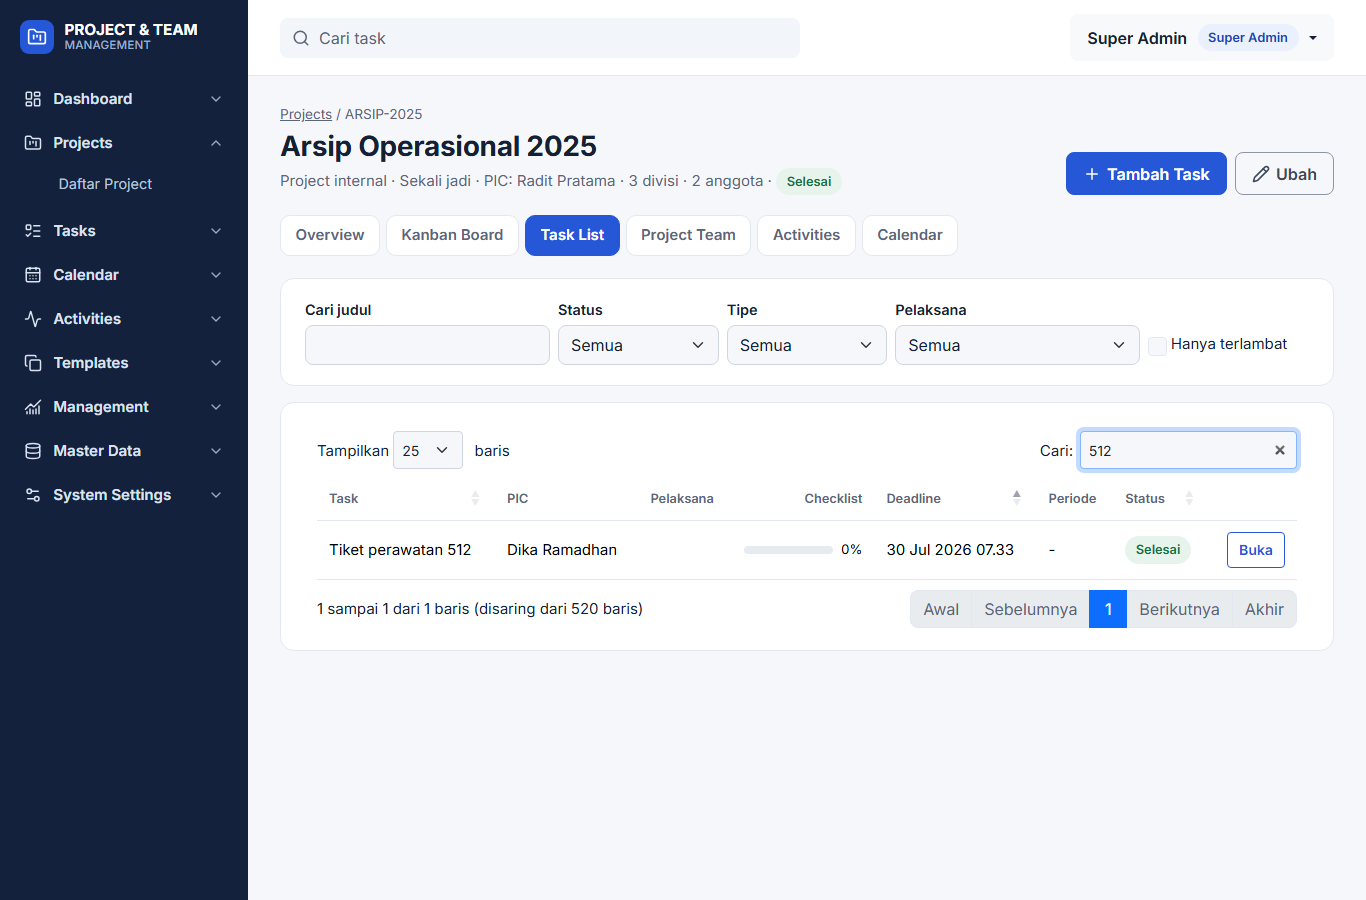 PROJECT & TEAM
MANAGEMENT
Dashboard
Projects
Daftar Project
Tasks
Calendar
Activities
Templates
Management
Master Data
System Settings
Cari task
Super Admin Super Admin
Projects / ARSIP-2025
Arsip Operasional 2025
Project internal · Sekali jadi · PIC: Radit Pratama · 3 divisi · 2 anggota · Selesai
Tambah Task Ubah
Overview Kanban Board Task List Project Team Activities Calendar
Cari judul Status Tipe Pelaksana
Semua Semua Semua Hanya terlambat
Tampilkan 25 baris Cari: 512
Task PIC Pelaksana Checklist Deadline Periode Status
Tiket perawatan 512 Dika Ramadhan 0% 30 Jul 2026 07.33 - Selesai Buka
1 sampai 1 dari 1 baris (disaring dari 520 baris) Awal Sebelumnya 1 Berikutnya Akhir